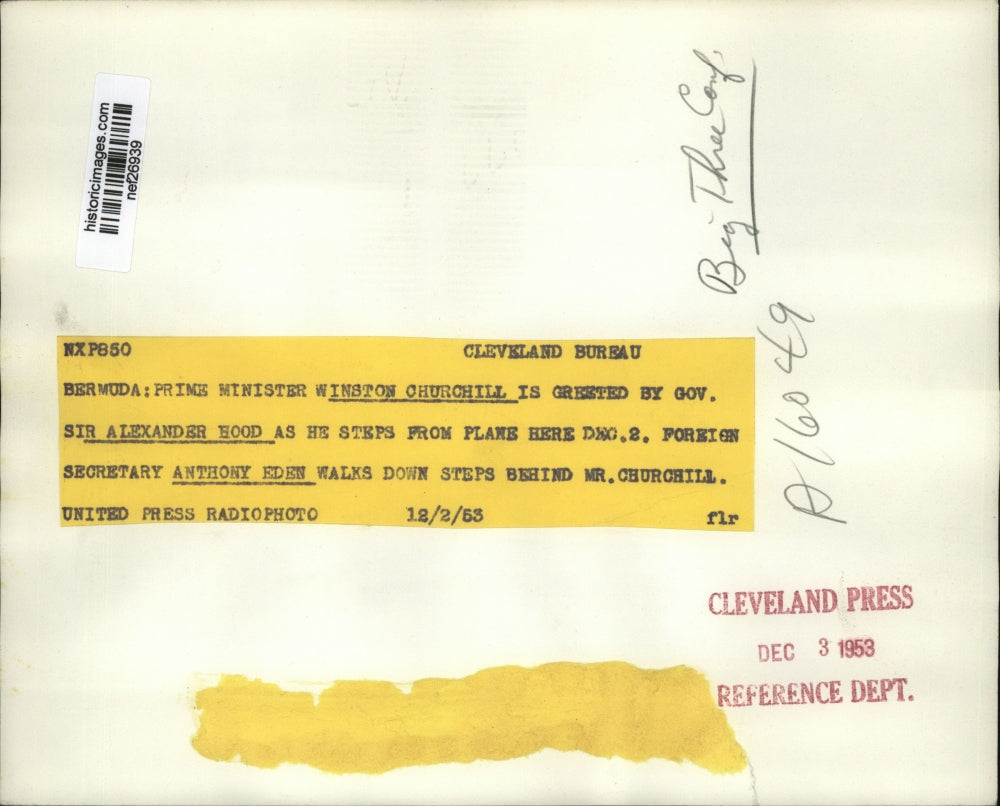 historicimages.com
nef26939
Big Three Conf.
A16049
NXP850 CLEVELAND BUREAU
BERMUDA: PRIME MINISTER WINSTON CHURCHILL IS GREETED BY GOV.
SIR ALEXANDER HOOD AS HE STEPS FROM PLANE HERE DEC.2. FOREIGN
SECRETARY ANTHONY EDEN WALKS DOWN STEPS BEHIND MR.CHURCHILL.
UNITED PRESS RADIOPHOTO 12/2/53 flr
CLEVELAND PRESS
DEC 3 1953
REFERENCE DEPT.